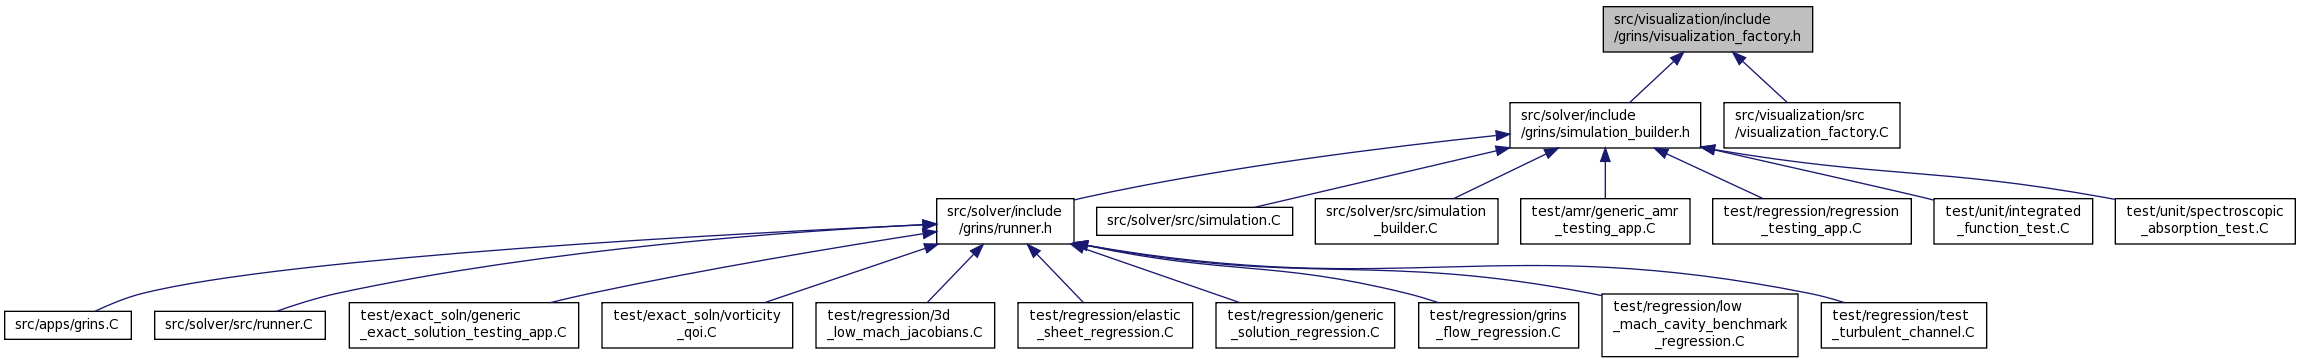 src/visualization/include
/grins/visualization_factory.h
src/solver/include
/grins/simulation_builder.h
src/visualization/src
/visualization_factory.C
src/solver/include
/grins/runner.h
src/solver/src/simulation.C
src/solver/src/simulation
_builder.C
test/amr/generic_amr
_testing_app.C
test/regression/regression
_testing_app.C
test/unit/integrated
_function_test.C
test/unit/spectroscopic
_absorption_test.C
src/apps/grins.C
src/solver/src/runner.C
test/exact_soln/generic
_exact_solution_testing_app.C
test/exact_soln/vorticity
_qoi.C
test/regression/3d
_low_mach_jacobians.C
test/regression/elastic
_sheet_regression.C
test/regression/generic
_solution_regression.C
test/regression/grins
_flow_regression.C
test/regression/low
_mach_cavity_benchmark
_regression.C
test/regression/test
_turbulent_channel.C